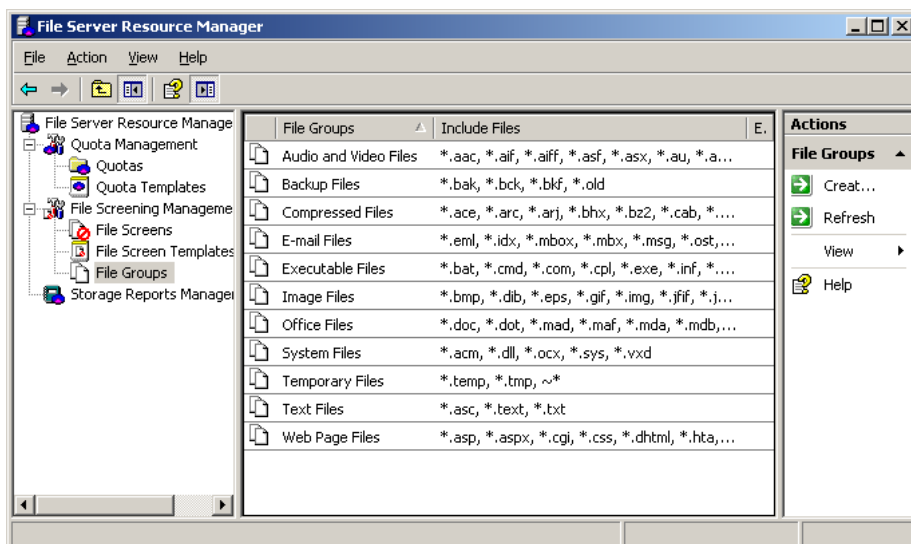 File Server Resource Manager
File Action View Help
File Server Resource Manage
Quota Management
Quotas
Quota Templates
File Screening Manageme
File Screens
File Screen Templates
File Groups
Storage Reports Manager
File Groups Include Files E.
Audio and Video Files *.aac, *.aif, *.aiff, *.asf, *.asx, *.au, *.a...
Backup Files *.bak, *.bck, *.bkf, *.old
Compressed Files *.ace, *.arc, *.arj, *.bhx, *.bz2, *.cab, *....
E-mail Files *.eml, *.idx, *.mbox, *.mbx, *.msg, *.ost,...
Executable Files *.bat, *.cmd, *.com, *.cpl, *.exe, *.inf, *....
Image Files *.bmp, *.dib, *.eps, *.gif, *.img, *.jfif, *.j...
Office Files *.doc, *.dot, *.mad, *.maf, *.mda, *.mdb,...
System Files *.acm, *.dll, *.ocx, *.sys, *.vxd
Temporary Files *.temp, *.tmp, ~*
Text Files *.asc, *.text, *.txt
Web Page Files *.asp, *.aspx, *.cgi, *.css, *.dhtml, *.hta,...
Actions
File Groups
Creat...
Refresh
View
Help